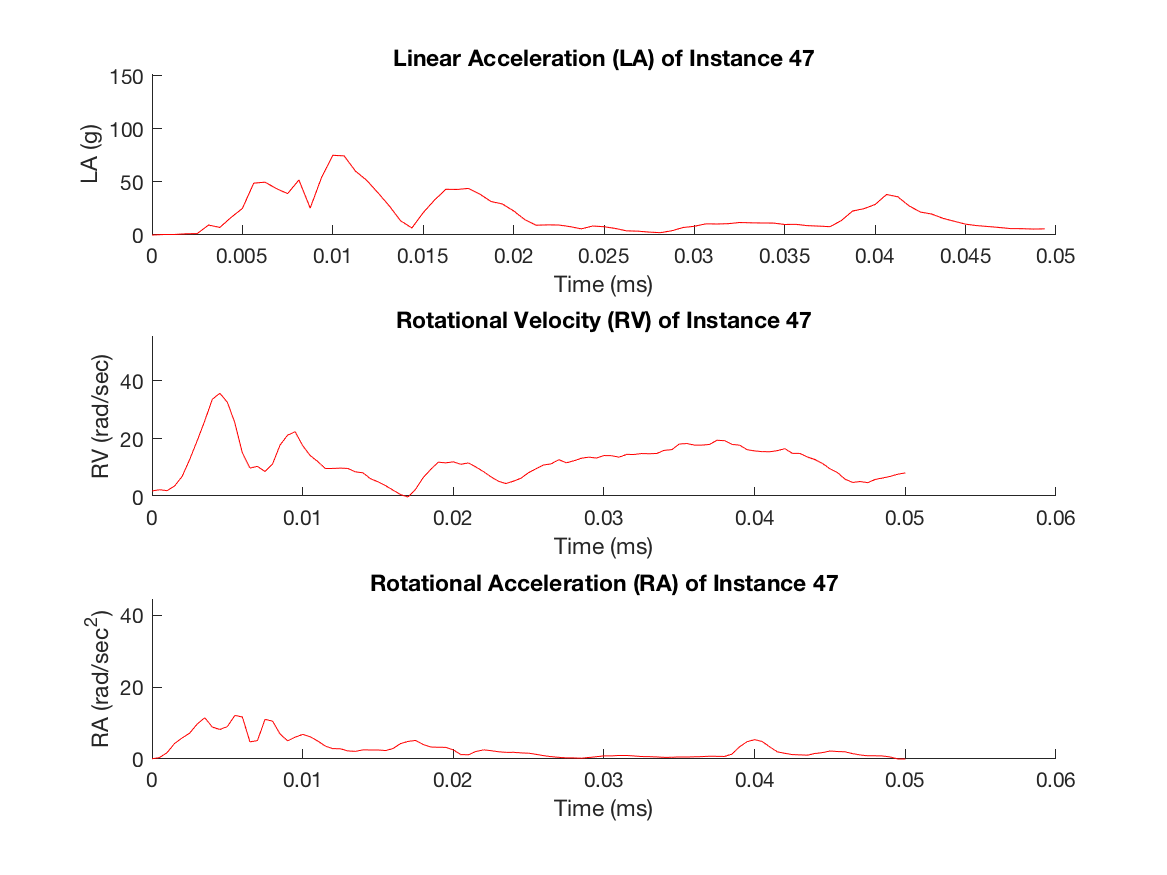 Linear Acceleration (LA) of Instance 47
150
100
50
0
LA (g)
0 0.005 0.01 0.015 0.02 0.025 0.03 0.035 0.04 0.045 0.05
Time (ms)
Rotational Velocity (RV) of Instance 47
40
20
0
RV (rad/sec)
0 0.01 0.02 0.03 0.04 0.05 0.06
Time (ms)
Rotational Acceleration (RA) of Instance 47
40
20
0
RA (rad/sec²)
0 0.01 0.02 0.03 0.04 0.05 0.06
Time (ms)